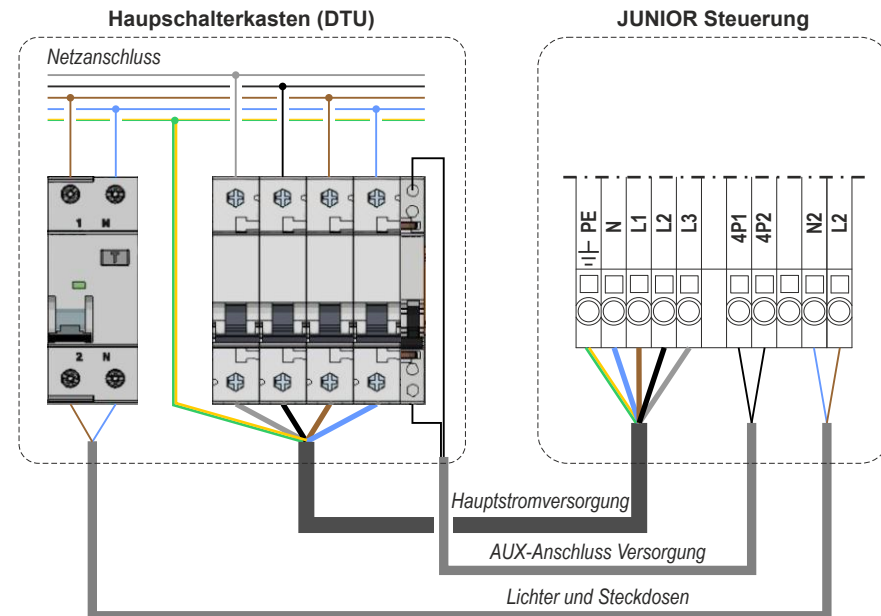 Haupschalterkasten (DTU)
JUNIOR Steuerung
Netzanschluss
1 N
T
2 N
PE N L1 L2 L3 4P1 4P2 N2 L2
Hauptstromversorgung
AUX-Anschluss Versorgung
Lichter und Steckdosen